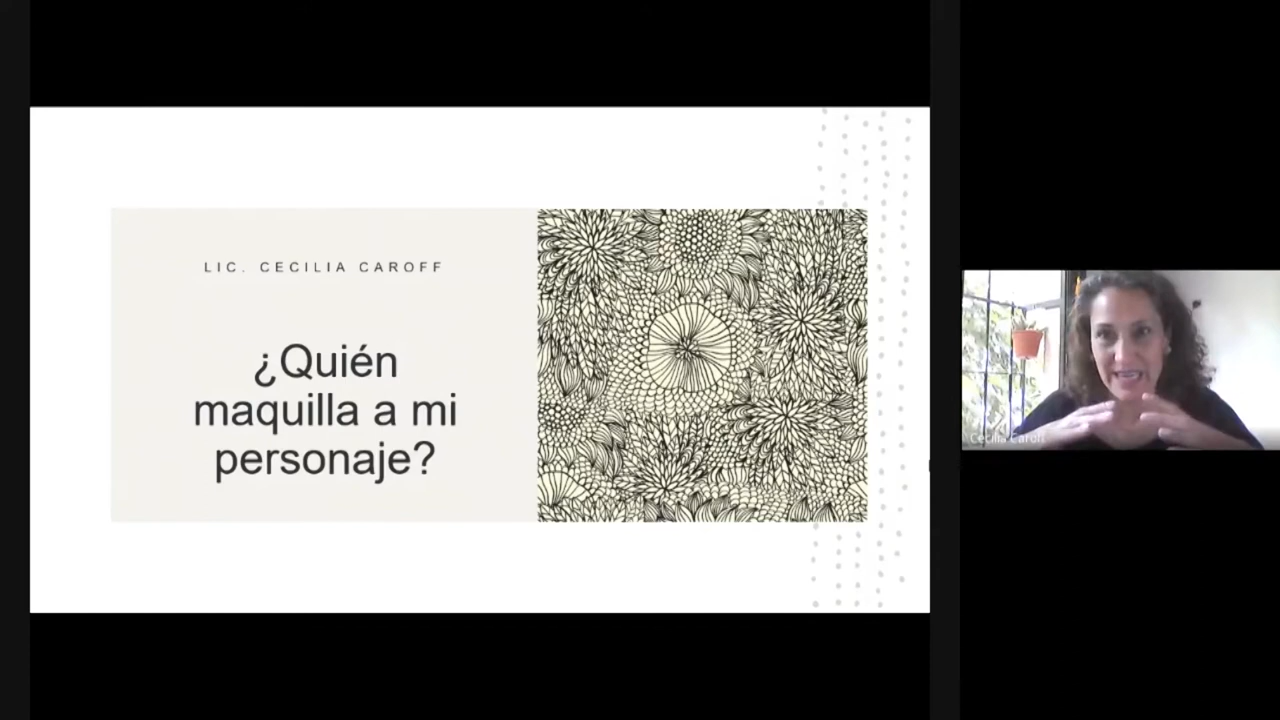 LIC. CECILIA CAROFF
¿Quién
maquilla a mi
personaje?
Cecilia Caroff